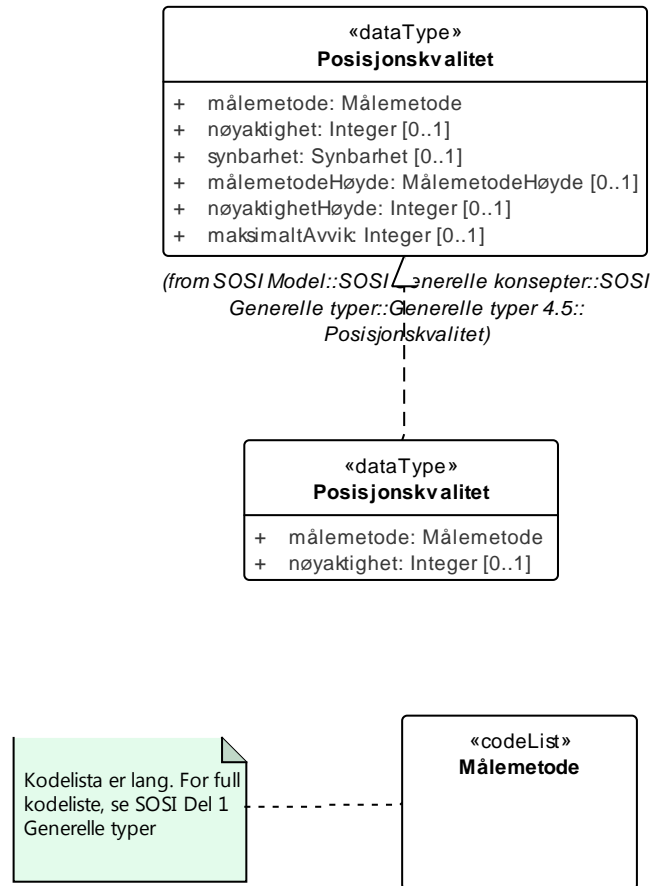 «dataType»
Posisjonskvalitet
+ målemetode: Målemetode
+ nøyaktighet: Integer [0..1]
+ synbarhet: Synbarhet [0..1]
+ målemetodeHøyde: MålemetodeHøyde [0..1]
+ nøyaktighetHøyde: Integer [0..1]
+ maksimaltAvvik: Integer [0..1]
(from SOSI Model::SOSI Generelle konsepter::SOSI
Generelle typer::Generelle typer 4.5::
Posisjonskvalitet)
«dataType»
Posisjonskvalitet
+ målemetode: Målemetode
+ nøyaktighet: Integer [0..1]
Kodelista er lang. For full
kodeliste, se SOSI Del 1
Generelle typer
«codeList»
Målemetode